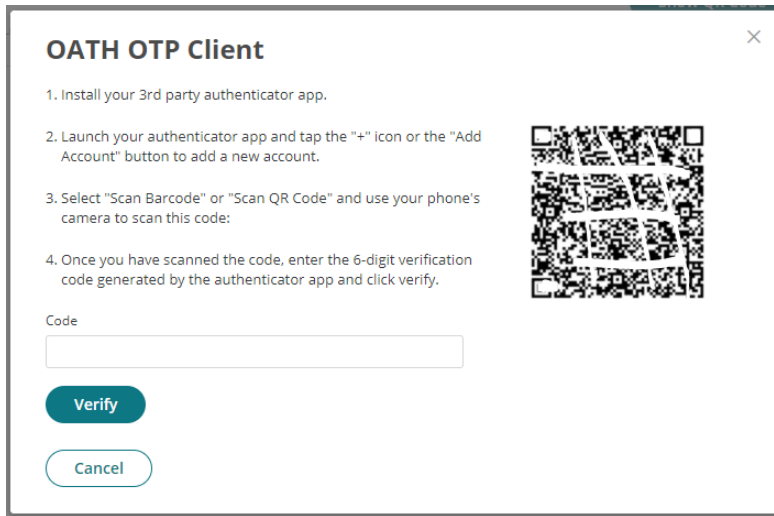 OATH OTP Client
1. Install your 3rd party authenticator app.
2. Launch your authenticator app and tap the "+" icon or the "Add
Account" button to add a new account.
3. Select "Scan Barcode" or "Scan QR Code" and use your phone's
camera to scan this code:
4. Once you have scanned the code, enter the 6-digit verification
code generated by the authenticator app and click verify.
Code
Verify
Cancel